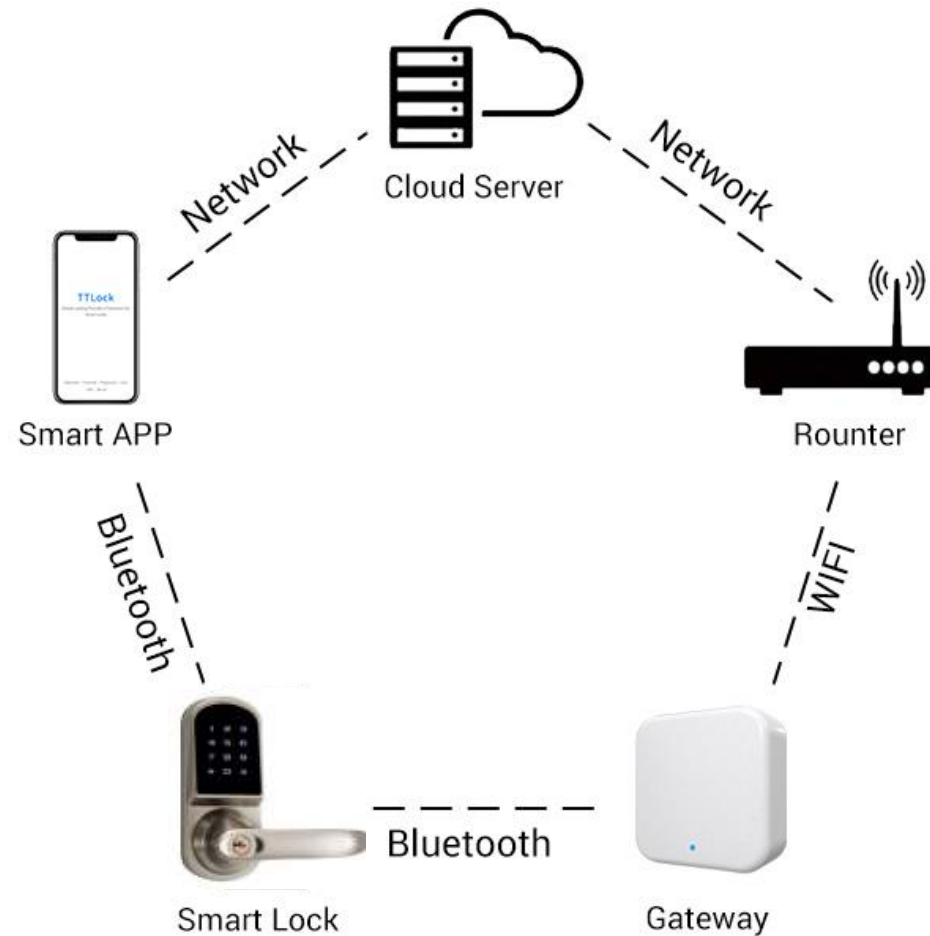 Cloud Server
Network
Network
TTLock
Smart APP
Rounter
Bluetooth
WIFI
Bluetooth
Smart Lock
Gateway